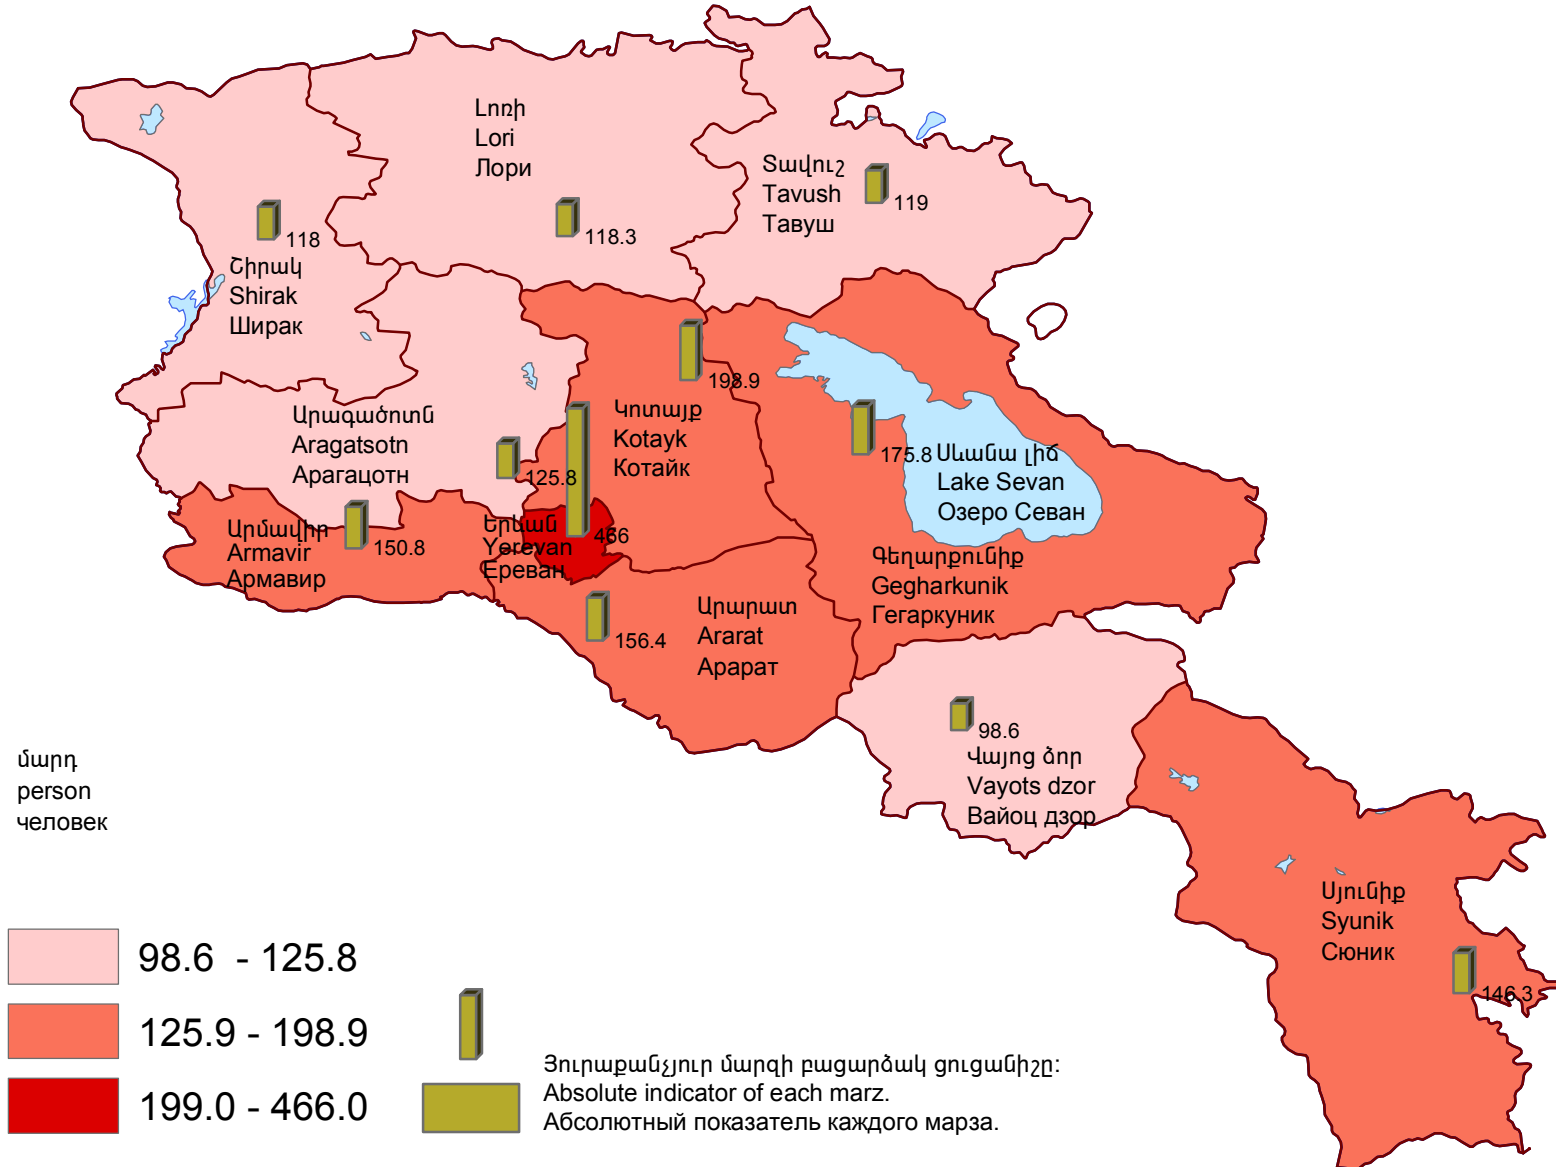 Լոռի
Lori
Лори
118.3
Տավուշ
Tavush
Тавуш
119
118
Շիրակ
Shirak
Ширак
198.9
Կոտայք
Kotayk
Котайк
Արագածոտն
Aragatsotn
Арагацотн
125.8
175.8
Սևանա լիճ
Lake Sevan
Озеро Севан
Արմավիր
Armavir
Армавир
150.8
Երևան
Yerevan
Ереван
466
Գեղարքունիք
Gegharkunik
Гегаркуник
156.4
Արարատ
Ararat
Арарат
98.6
Վայոց ձոր
Vayots dzor
Вайоц дзор
մարդ
person
человек
Սյունիք
Syunik
Сюник
146.3
98.6 - 125.8
125.9 - 198.9
199.0 - 466.0
Յուրաքանչյուր մարզի բացարձակ ցուցանիշը:
Absolute indicator of each marz.
Абсолютный показатель каждого марза.